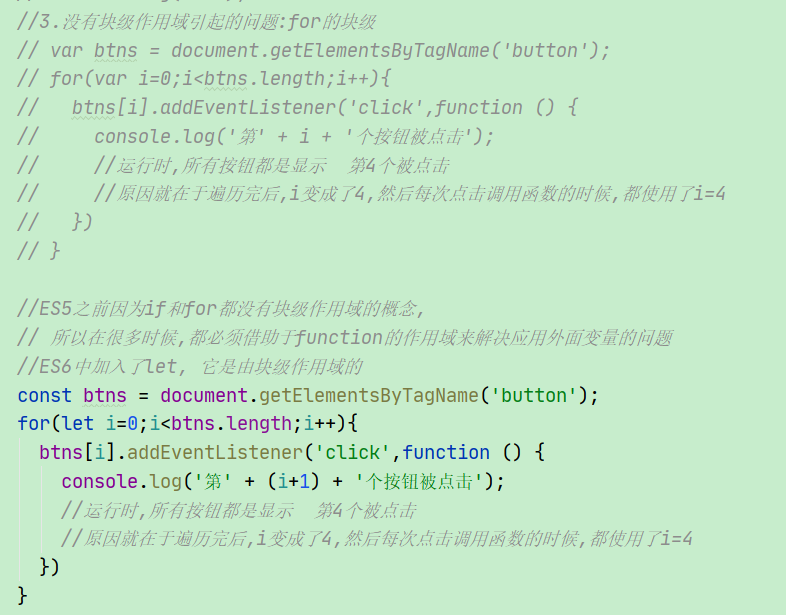 //3.没有块级作用域引起的问题:for的块级
// var btns = document.getElementsByTagName('button');
// for(var i=0;i<btns.length;i++){
//   btns[i].addEventListener('click',function () {
//     console.log('第' + i + '个按钮被点击');
//     //运行时,所有按钮都是显示  第4个被点击
//     //原因就在于遍历完后,i变成了4,然后每次点击调用函数的时候,都使用了i=4
//   })
// }
//ES5之前因为if和for都没有块级作用域的概念,
// 所以在很多时候,都必须借助于function的作用域来解决应用外面变量的问题
//ES6中加入了let, 它是由块级作用域的
const btns = document.getElementsByTagName('button');
for(let i=0;i<btns.length;i++){
  btns[i].addEventListener('click',function () {
    console.log('第' + (i+1) + '个按钮被点击');
    //运行时,所有按钮都是显示  第4个被点击
    //原因就在于遍历完后,i变成了4,然后每次点击调用函数的时候,都使用了i=4
  })
}